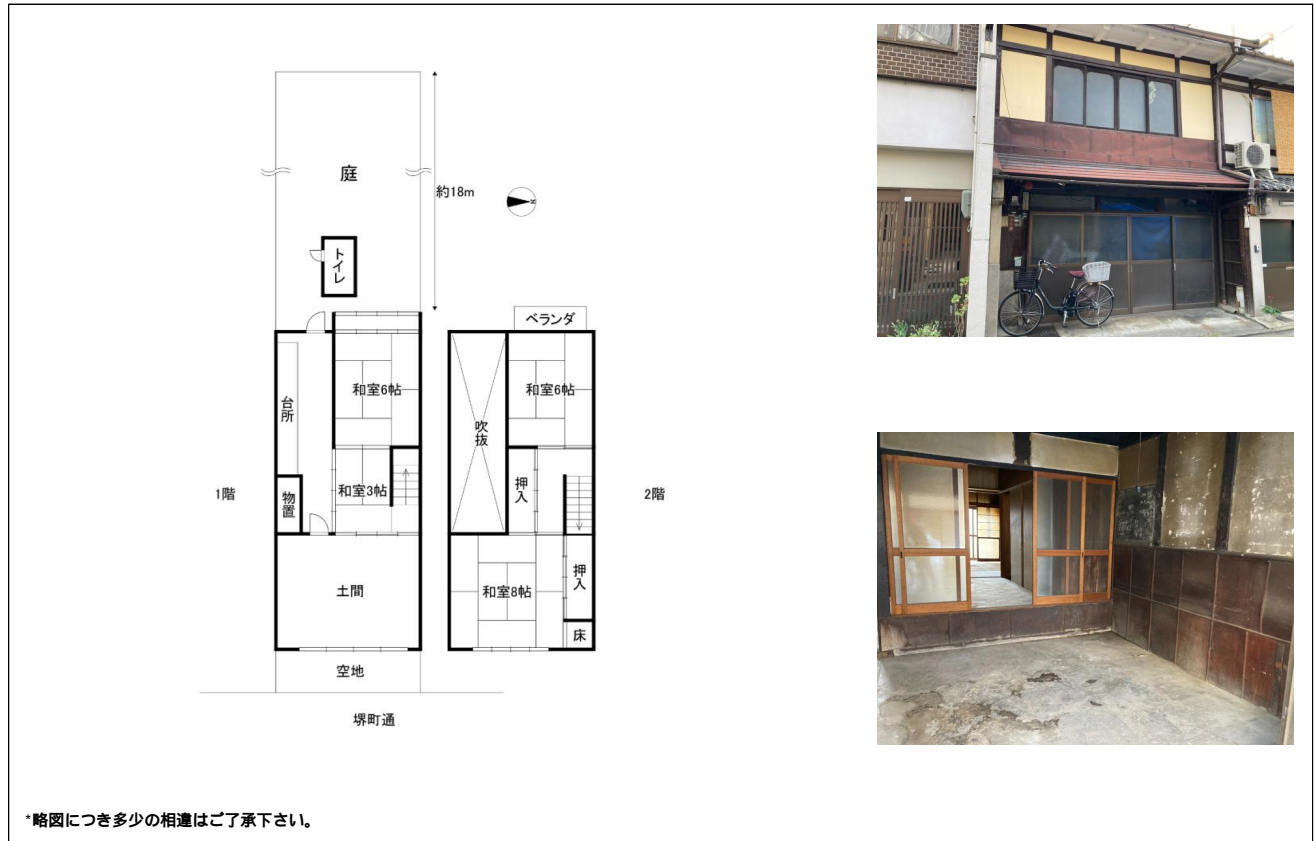 庭
約18m
トイレ
ベランダ
和室6帖
和室6帖
台所
吹抜
押入
和室3帖
物置
1階
2階
土間
和室8帖
押入
床
空地
堺町通
*略図につき多少の相違はご了承下さい。